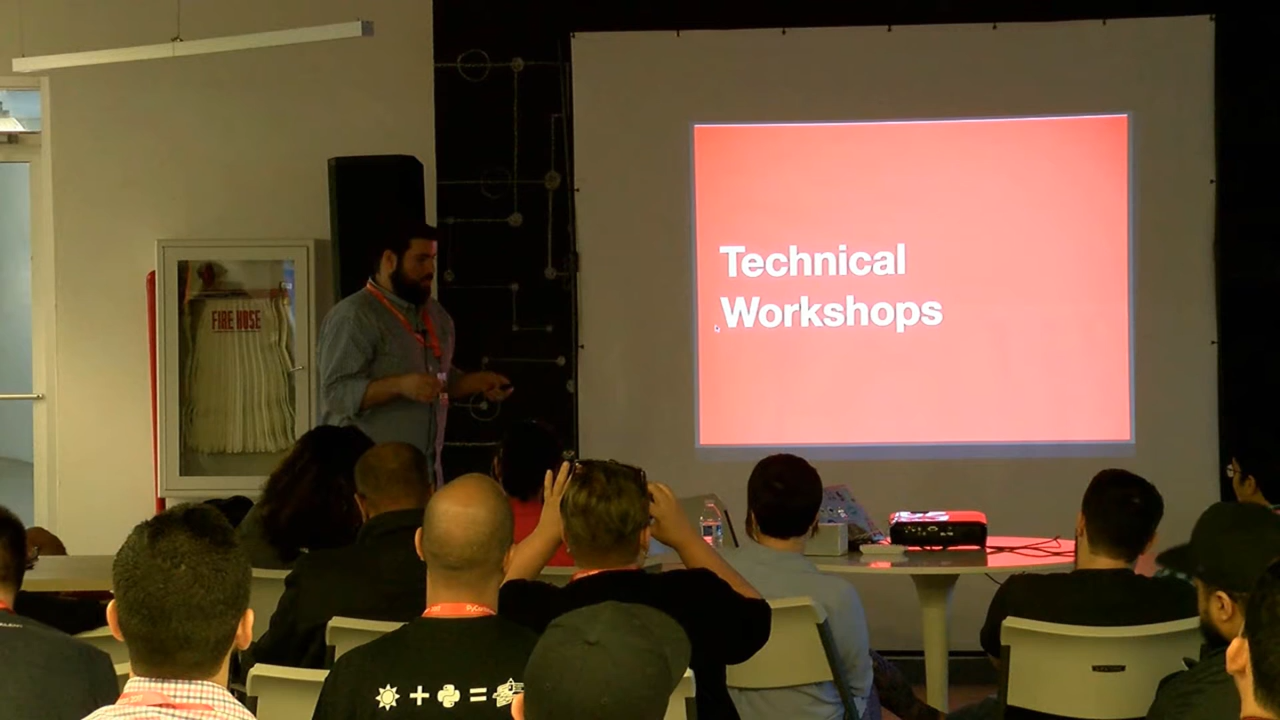 FIRE HOSE
Technical
Workshops
+ =